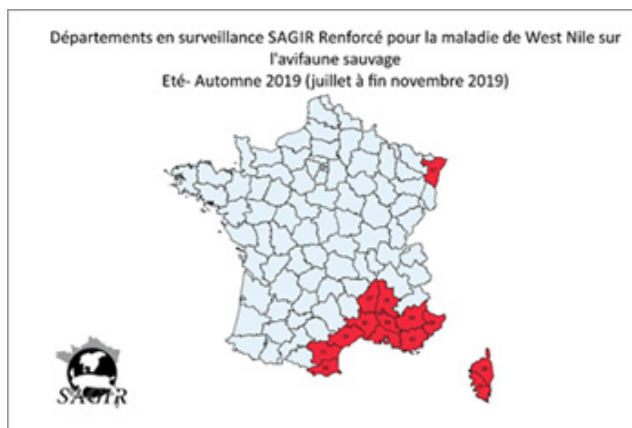 Départements en surveillance SAGIR Renforcé pour la maladie de West Nile sur
l'avifaune sauvage
Eté- Automne 2019 (juillet à fin novembre 2019)
SAGIR